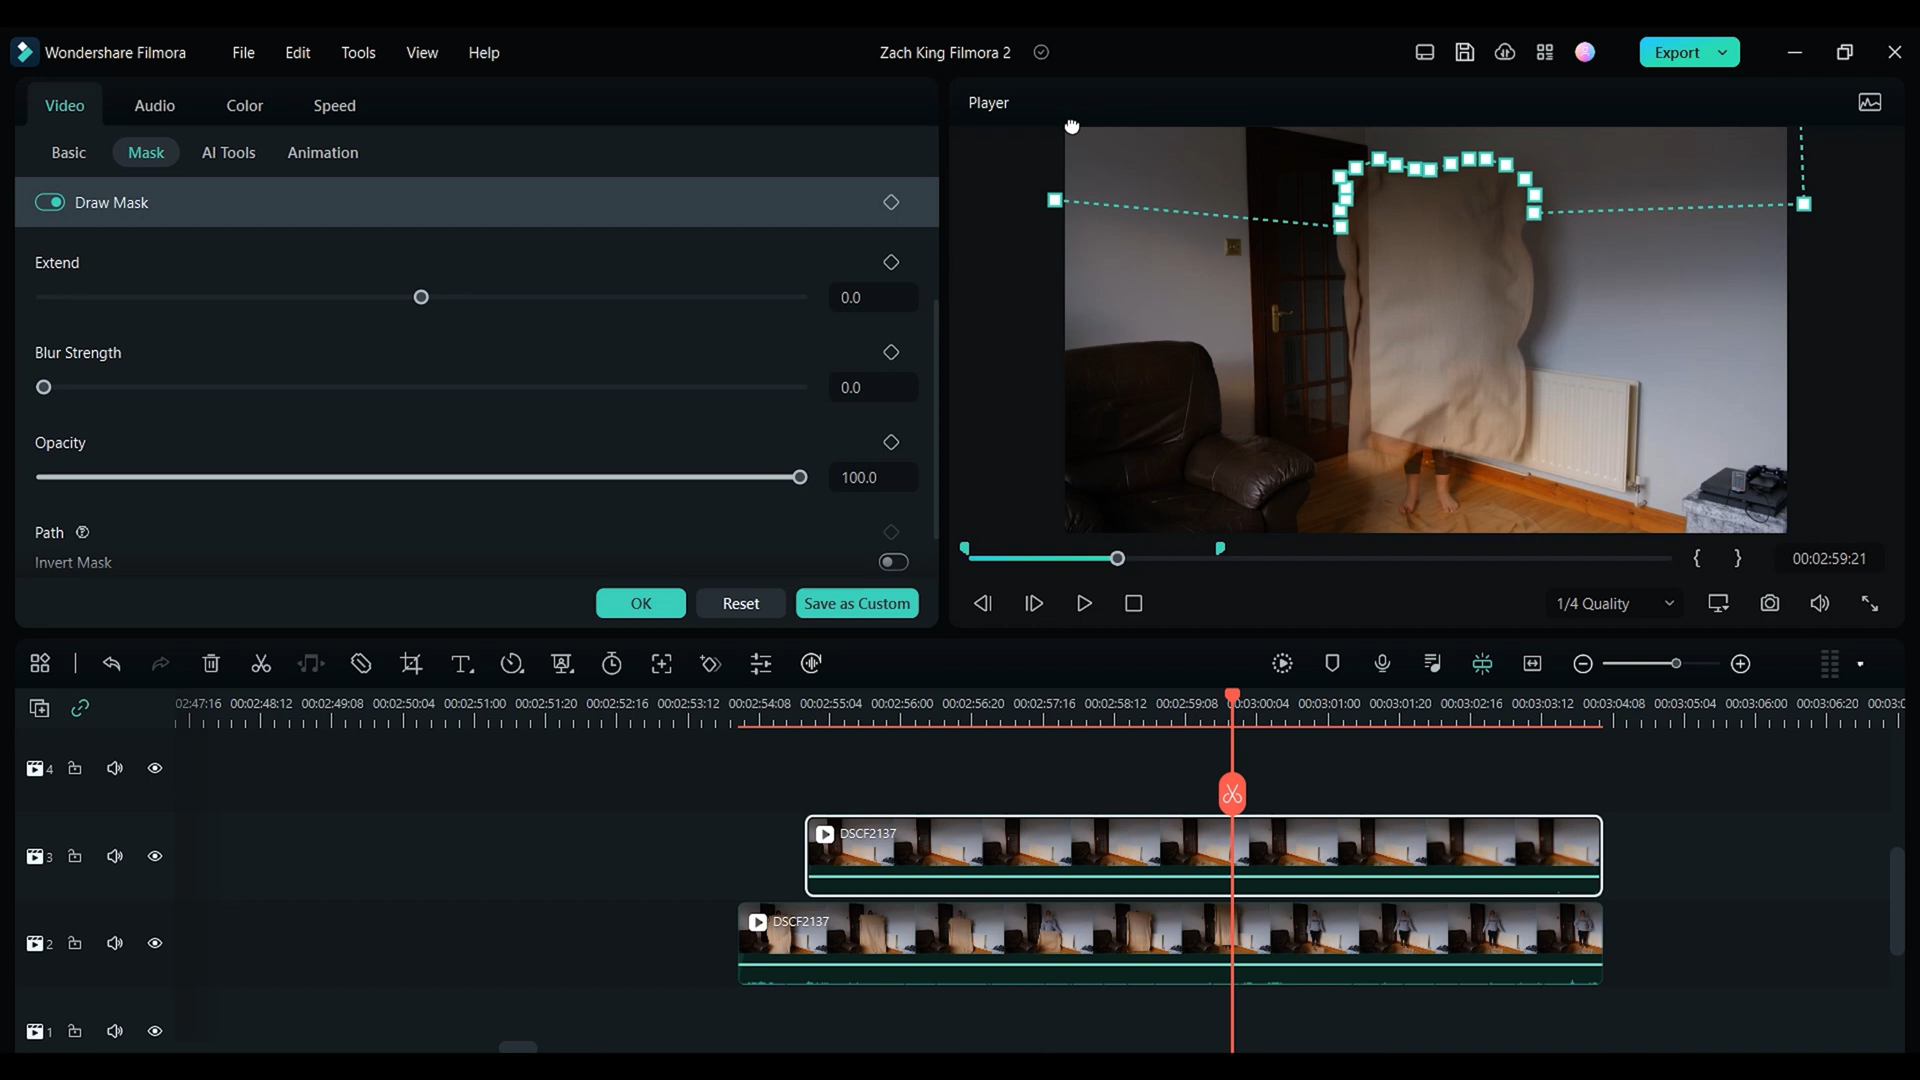 Wondershare Filmora File Edit Tools View Help Zach King Filmora 2 Export
Video Audio Color Speed
Player
Basic Mask AI Tools Animation
Draw Mask
Extend
0.0
Blur Strength
0.0
Opacity
100.0
Path
Invert Mask
OK Reset Save as Custom
{ } 00:02:59:21
1/4 Quality
02:47:16 00:02:48:12 00:02:49:08 00:02:50:04 00:02:51:00 00:02:51:20 00:02:52:16 00:02:53:12 00:02:54:08 00:02:55:04 00:02:56:00 00:02:56:20 00:02:57:16 00:02:58:12 00:02:59:08 00:03:00:04 00:03:01:00 00:03:01:20 00:03:02:16 00:03:03:12 00:03:04:08 00:03:05:04 00:03:06:00 00:03:06:20 00:03:0
4
3
DSCF2137
2
DSCF2137
1